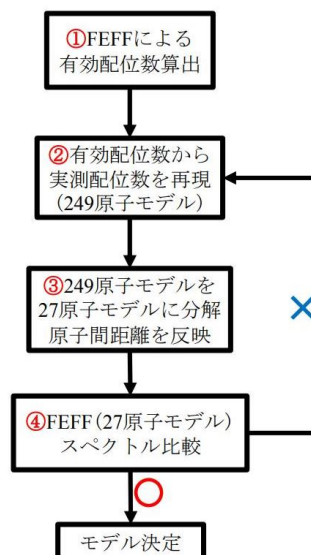 ①FEFFによる
有効配位数算出
②有効配位数から
実測配位数を再現
(249原子モデル)
③249原子モデルを
27原子モデルに分解
原子間距離を反映
④FEFF(27原子モデル)
スペクトル比較
モデル決定